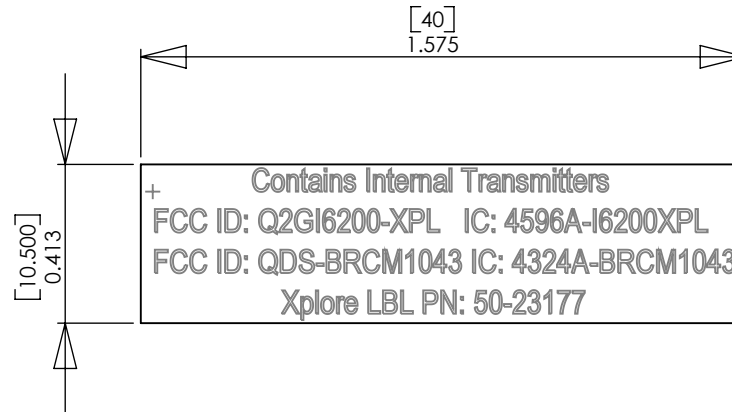 [40]
1.575
[10.500]
0.413
Contains Internal Transmitters
FCC ID: Q2GI6200-XPL IC: 4596A-I6200XPL
FCC ID: QDS-BRCM1043 IC: 4324A-BRCM1043
Xplore LBL PN: 50-23177